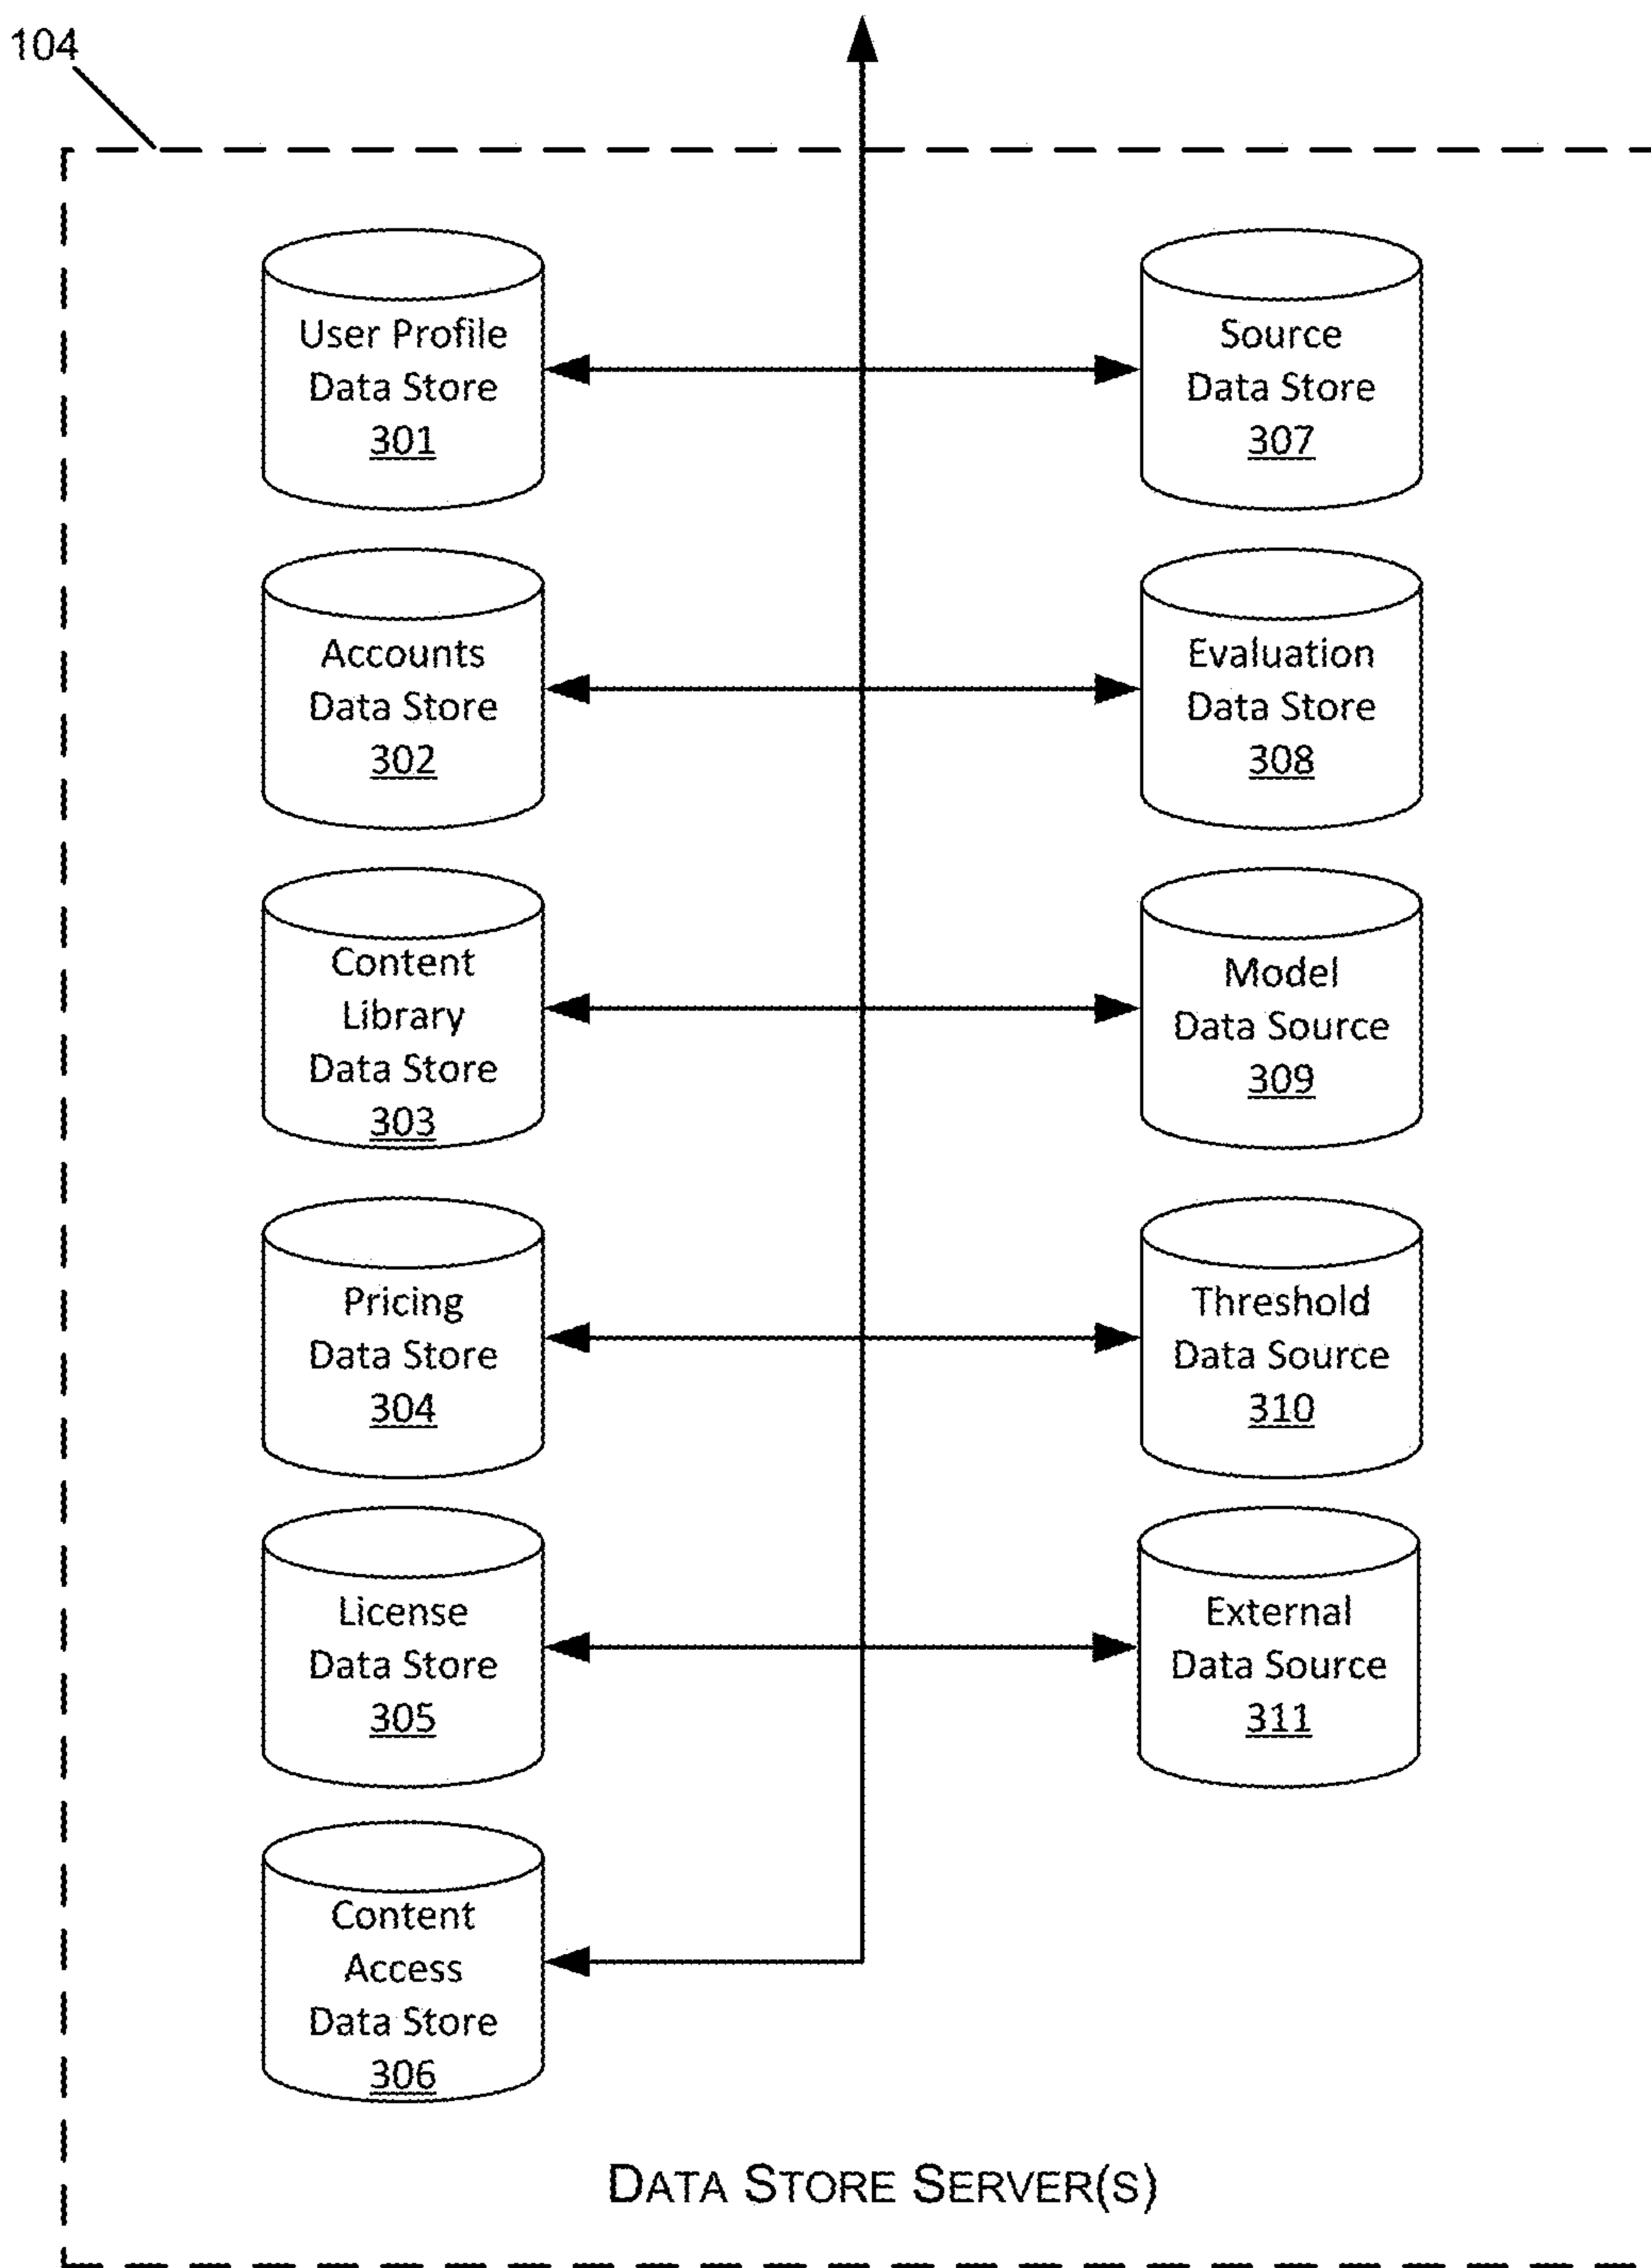 104
User Profile
Data Store
301
Source
Data Store
307
Accounts
Data Store
302
Evaluation
Data Store
308
Content
Library
Data Store
303
Model
Data Source
309
Pricing
Data Store
304
Threshold
Data Source
310
License
Data Store
305
External
Data Source
311
Content
Access
Data Store
306
DATA STORE SERVER(S)